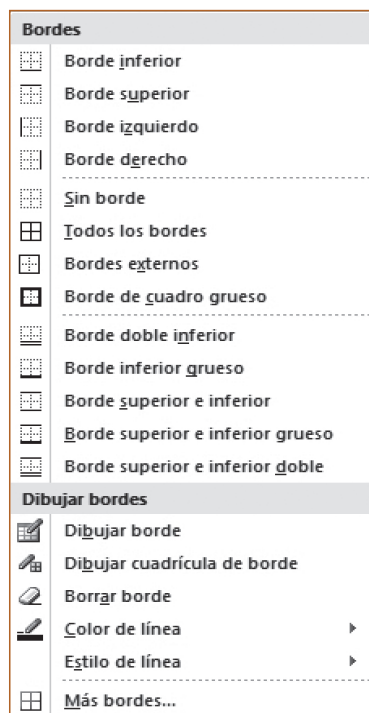 Bordes
Borde inferior
Borde superior
Borde izquierdo
Borde derecho
Sin borde
Todos los bordes
Bordes externos
Borde de cuadro grueso
Borde doble inferior
Borde inferior grueso
Borde superior e inferior
Borde superior e inferior grueso
Borde superior e inferior doble
Dibujar bordes
Dibujar borde
Dibujar cuadrícula de borde
Borrar borde
Color de línea
Estilo de línea
Más bordes...